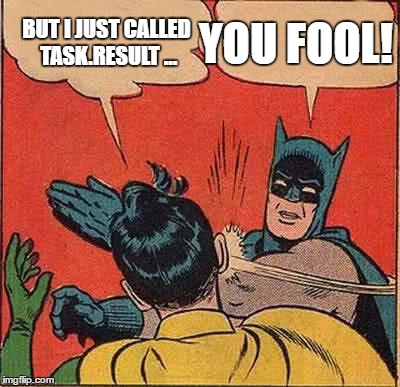 BUT I JUST CALLED
TASK.RESULT ...
YOU FOOL!
imgflip.com